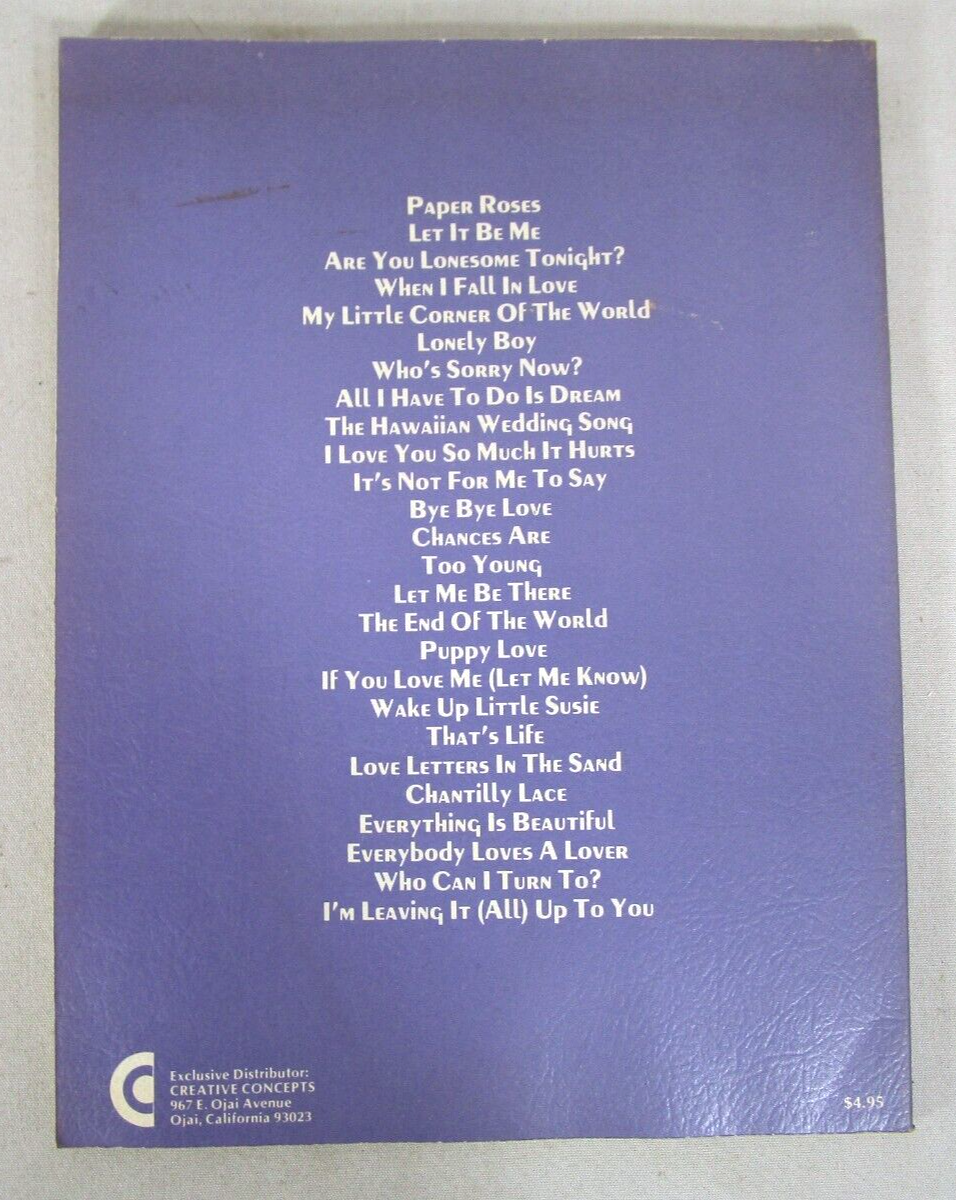 Paper Roses
Let It Be Me
Are You Lonesome Tonight?
When I Fall In Love
My Little Corner Of The World
Lonely Boy
Who's Sorry Now?
All I Have To Do Is Dream
The Hawaiian Wedding Song
I Love You So Much It Hurts
It's Not For Me To Say
Bye Bye Love
Chances Are
Too Young
Let Me Be There
The End Of The World
Puppy Love
If You Love Me (Let Me Know)
Wake Up Little Susie
That's Life
Love Letters In The Sand
Chantilly Lace
Everything Is Beautiful
Everybody Loves A Lover
Who Can I Turn To?
I'm Leaving It (All) Up To You
Exclusive Distributor:
CREATIVE CONCEPTS
967 E. Ojai Avenue
Ojai, California 93023
$4.95